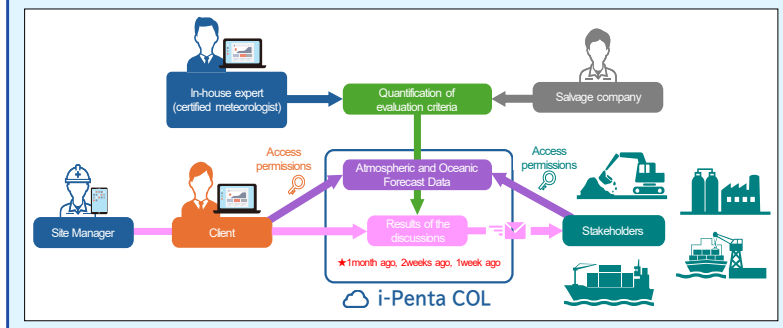 In-house expert
(certified meteorologist)
Quantification of
evaluation criteria
Salvage company
Access
permissions
Access
permissions
Atmospheric and Oceanic
Forecast Data
Site Manager
Client
Results of the
discussions
Stakeholders
★1month ago, 2weeks ago, 1week ago
i-Penta COL